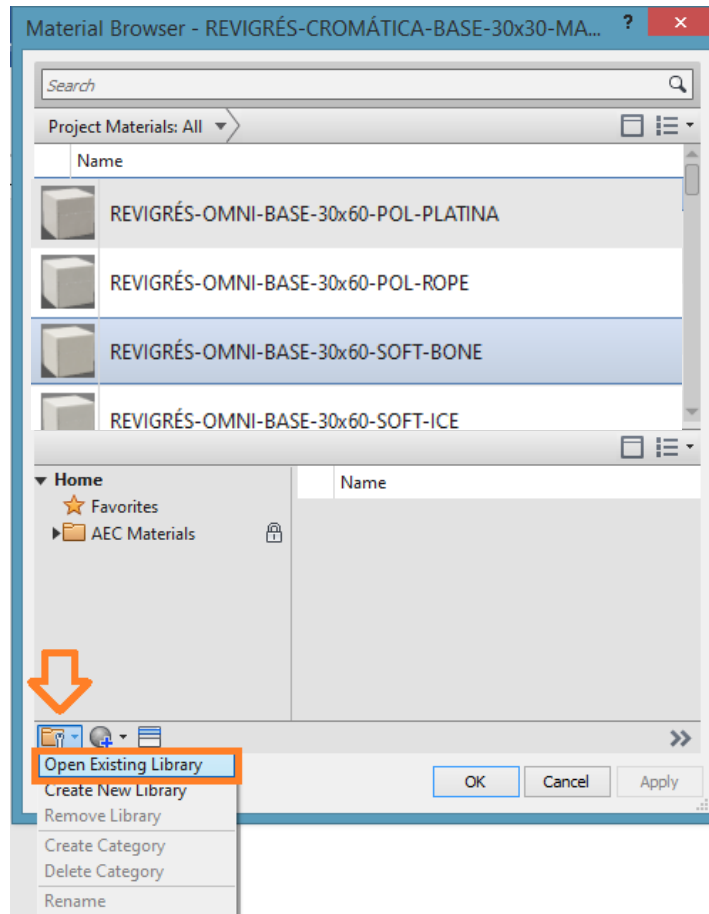 Material Browser - REVIGRÉS-CROMÁTICA-BASE-30x30-MA... ?
Search
Project Materials: All
Name
REVIGRÉS-OMNI-BASE-30x60-POL-PLATINA
REVIGRÉS-OMNI-BASE-30x60-POL-ROPE
REVIGRÉS-OMNI-BASE-30x60-SOFT-BONE
REVIGRÉS-OMNI-BASE-30x60-SOFT-ICE
Home
Favorites
AEC Materials
Name
Open Existing Library
Create New Library
Remove Library
Create Category
Delete Category
Rename
OK Cancel Apply